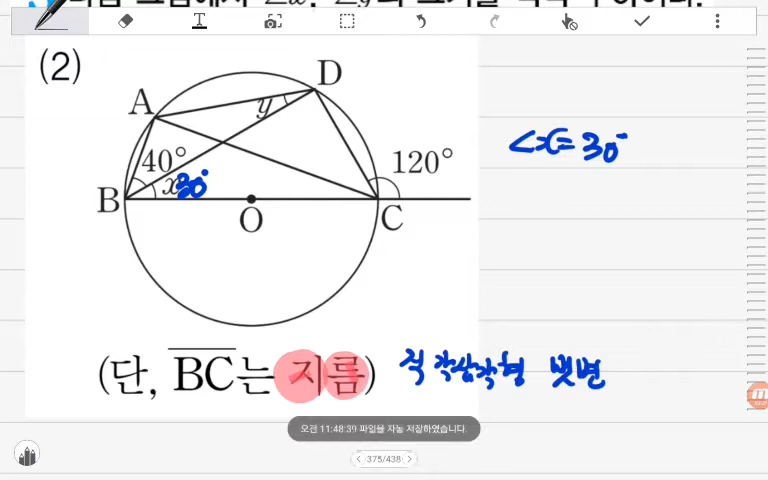 (2)
D
A
y
40°
120°
<x = 30°
x 30°
B
O
C
(단, BC는 지름)
직각삼각형 빗변
오전 11:48:39 파일을 자동 저장하였습니다.
375/438